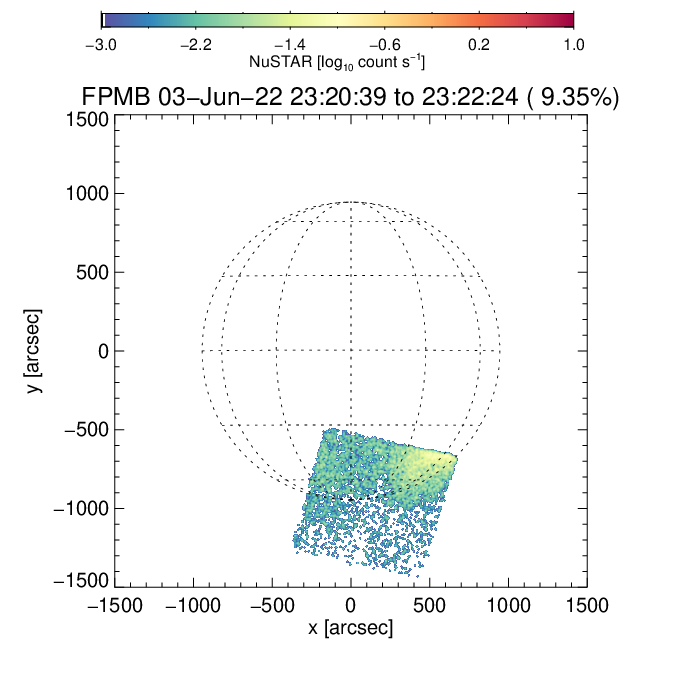 −3.0 −2.2 −1.4 −0.6 0.2 1.0
NuSTAR [log₁₀ count s⁻¹]
FPMB 03−Jun−22 23:20:39 to 23:22:24 ( 9.35%)
1500
1000
500
0
−500
−1000
−1500
y [arcsec]
−1500 −1000 −500 0 500 1000 1500
x [arcsec]